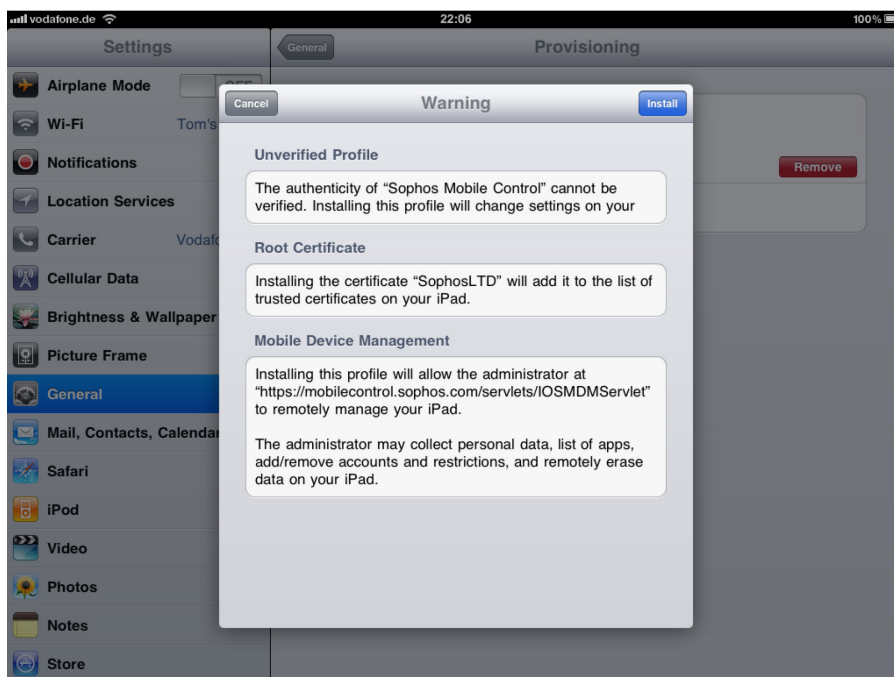 vodafone.de 22:06 100%
Settings
General
Provisioning
Airplane Mode
Wi-Fi Tom's
Notifications
Location Services
Carrier
Cellular Data
Brightness & Wallpaper
Picture Frame
General
Mail, Contacts,
Safari
iPod
Video
Photos
Notes
Store
Remove
Cancel
Warning
Install
Unverified Profile
The authenticity of “Sophos Mobile Control” cannot be
verified. Installing this profile will change settings on your
Root Certificate
Installing the certificate “SophosLTD” will add it to the list of
trusted certificates on your iPad.
Mobile Device Management
Installing this profile will allow the administrator at
“https://mobilecontrol.sophos.com/servlets/IOSMDMServlet”
to remotely manage your iPad.
The administrator may collect personal data, list of apps,
add/remove accounts and restrictions, and remotely erase
data on your iPad.